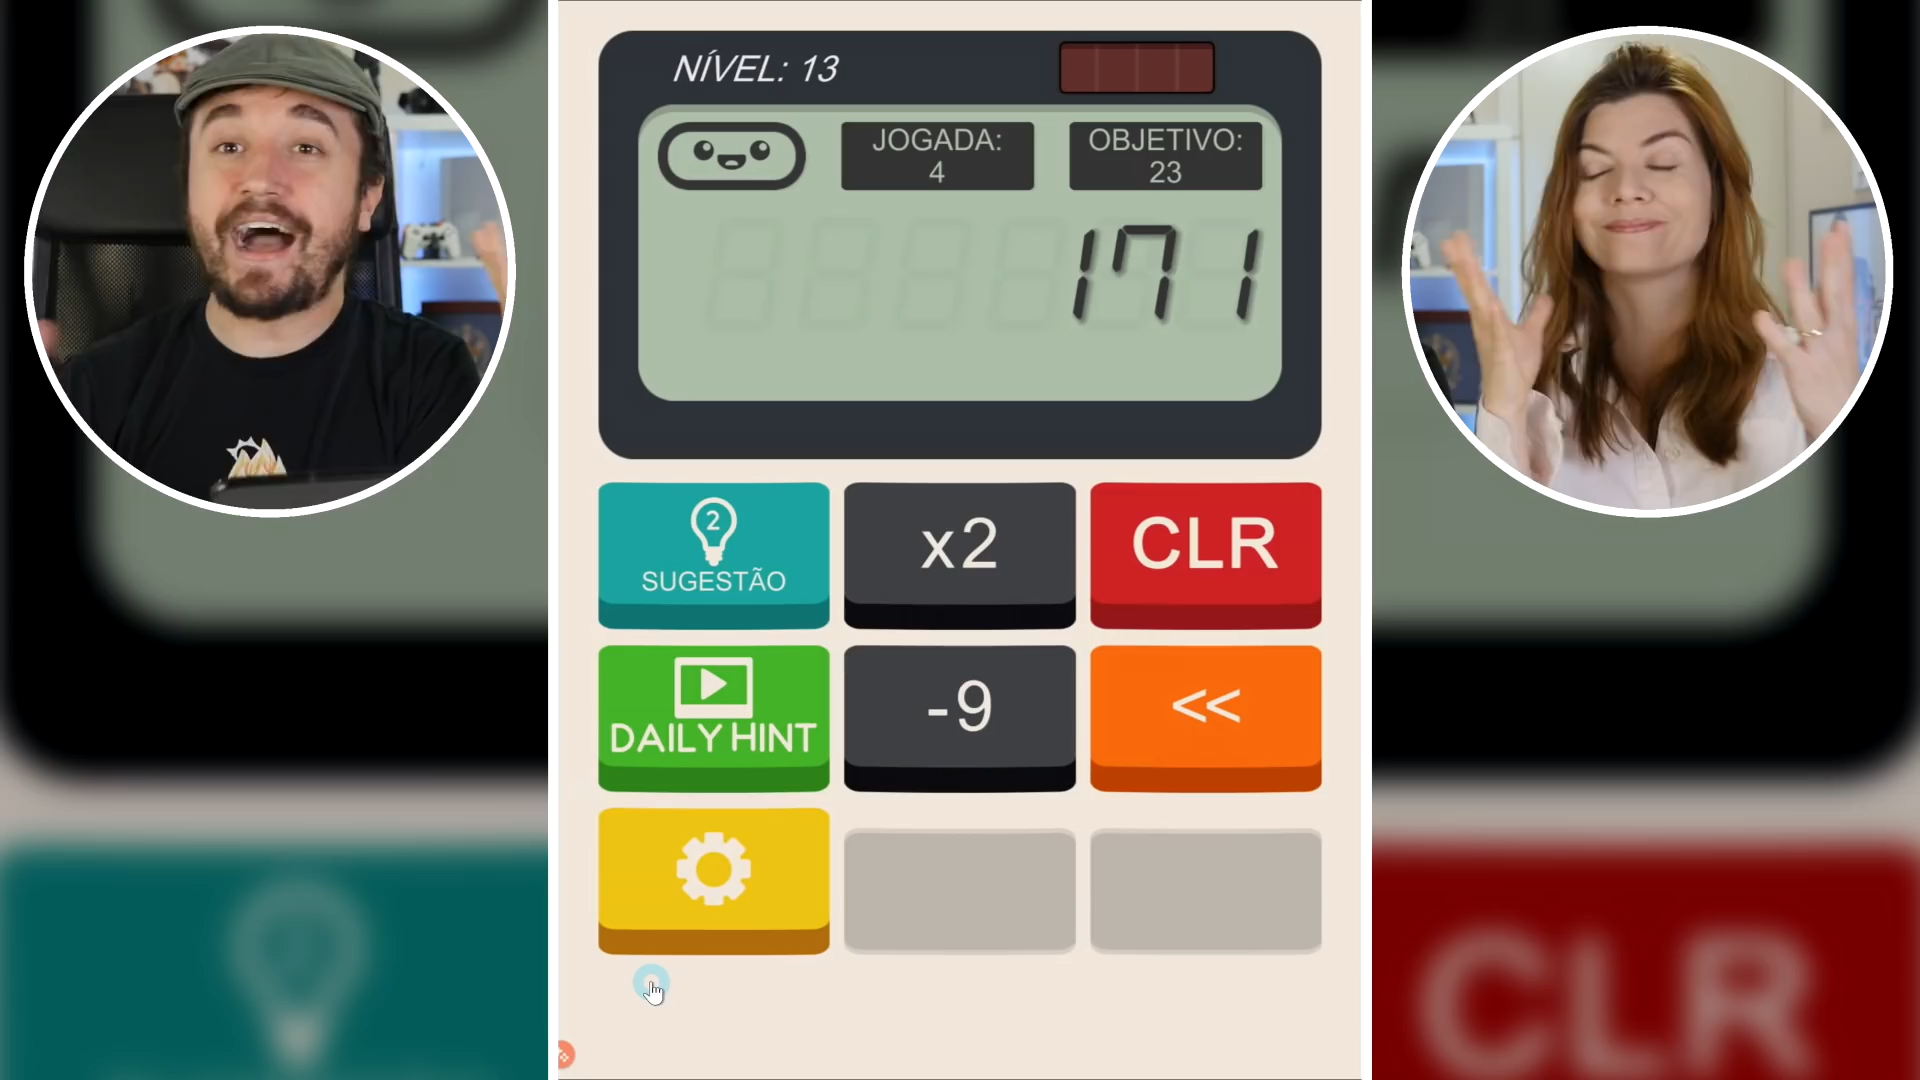 NÍVEL: 13
JOGADA:
4
OBJETIVO:
23
171
2
SUGESTÃO
x2
CLR
DAILY HINT
-9
<<
CLR